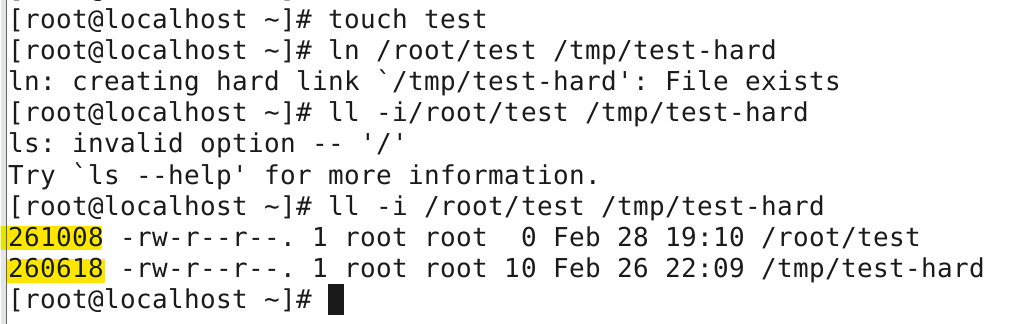 [root@localhost ~]# touch test
[root@localhost ~]# ln /root/test /tmp/test-hard
ln: creating hard link `/tmp/test-hard': File exists
[root@localhost ~]# ll -i/root/test /tmp/test-hard
ls: invalid option -- '/'
Try `ls --help' for more information.
[root@localhost ~]# ll -i /root/test /tmp/test-hard
261008 -rw-r--r--. 1 root root  0 Feb 28 19:10 /root/test
260618 -rw-r--r--. 1 root root 10 Feb 26 22:09 /tmp/test-hard
[root@localhost ~]#